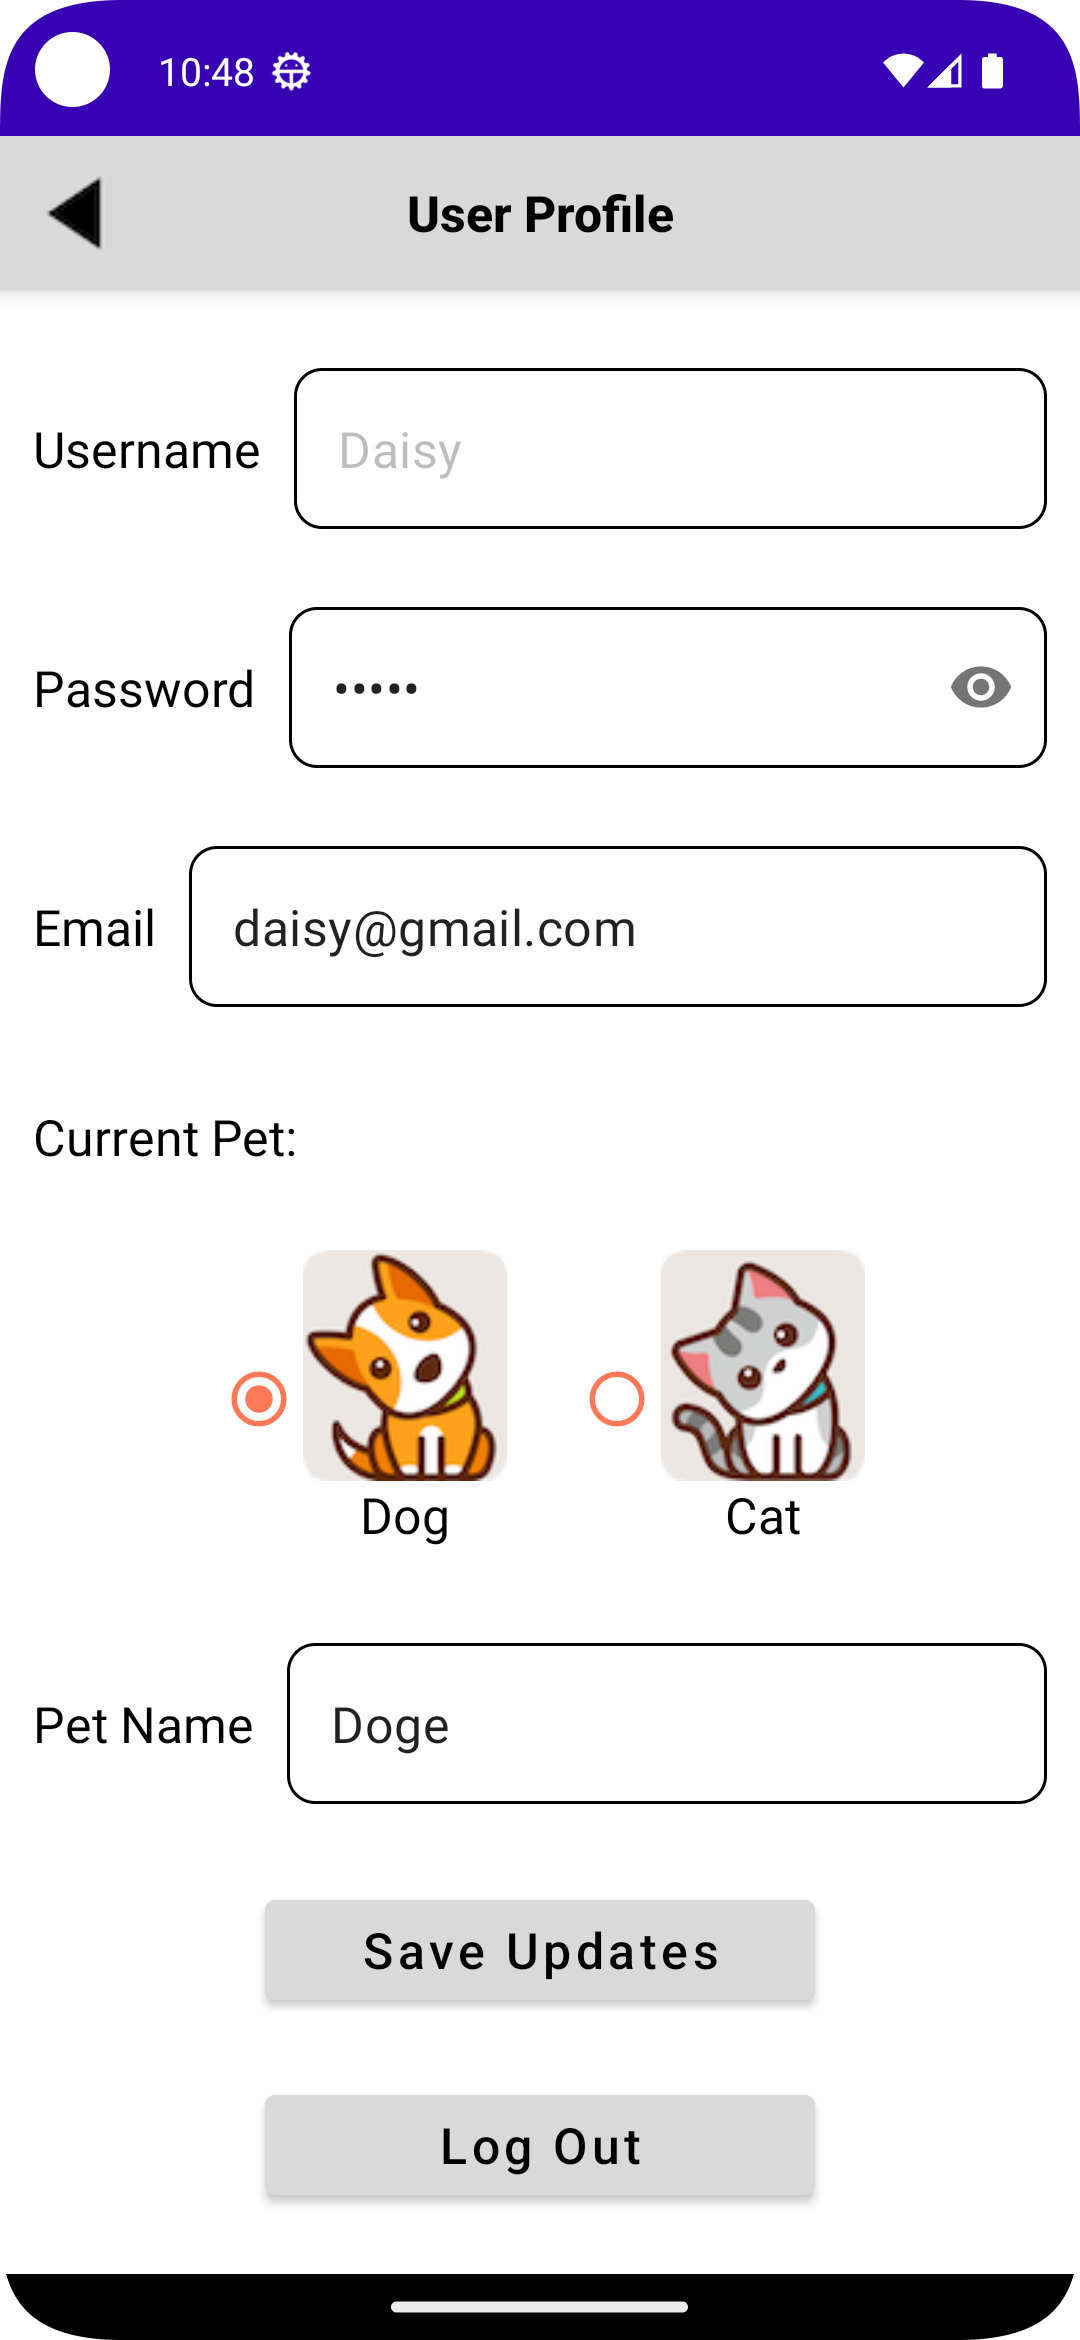 10:48
User Profile
Username
Daisy
Password
•••••
Email
daisy@gmail.com
Current Pet:
Dog
Cat
Pet Name
Doge
Save Updates
Log Out